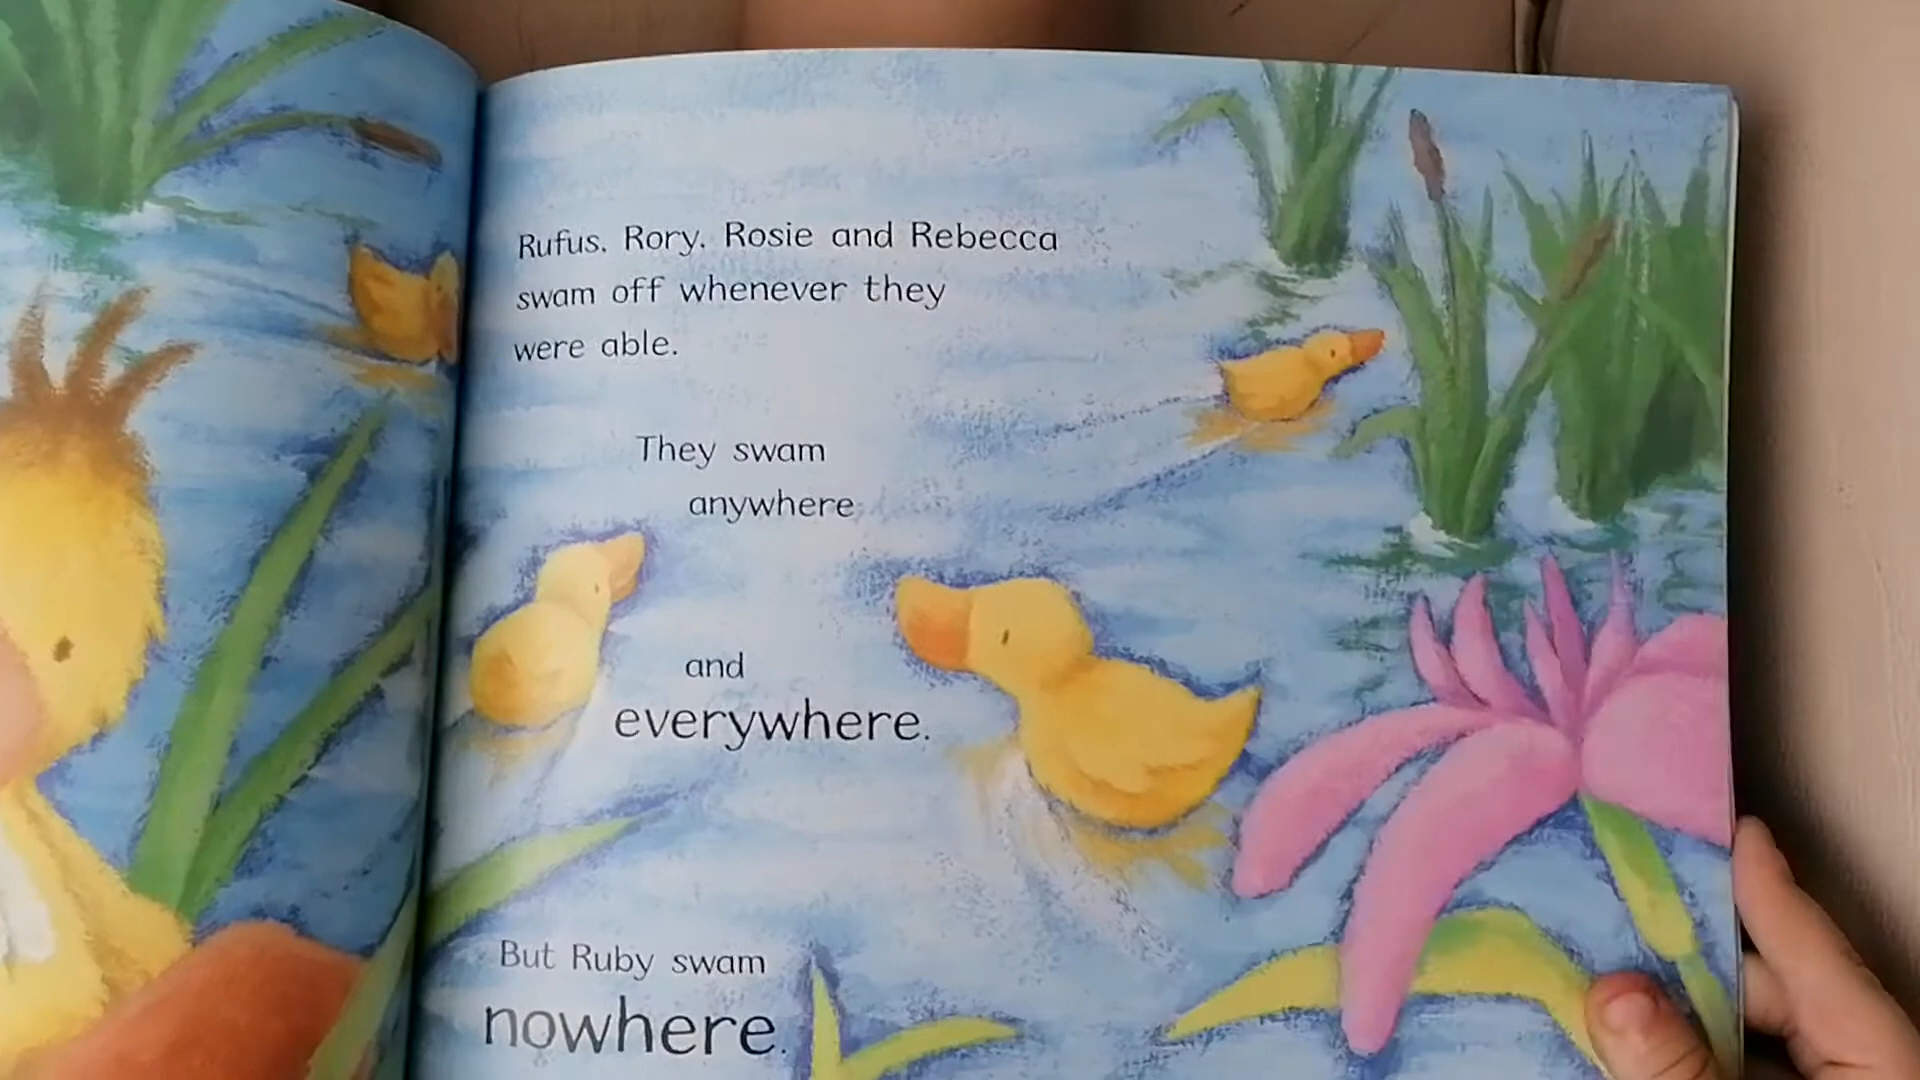 Rufus, Rory, Rosie and Rebecca
swam off whenever they
were able.
They swam
anywhere
and
everywhere.
But Ruby swam
nowhere.